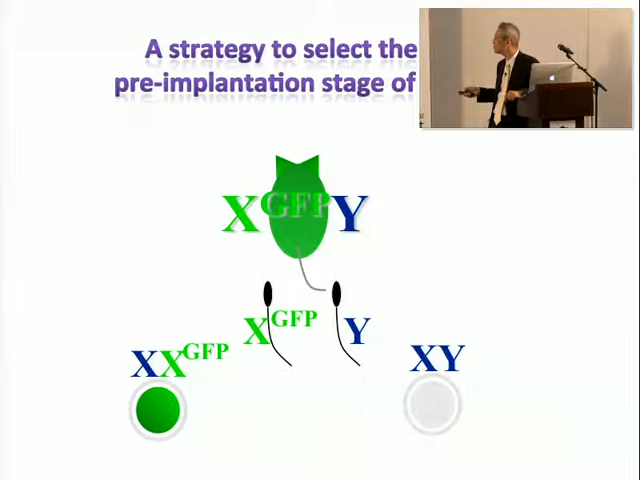 A strategy to select the
pre-implantation stage of
X^GFP Y
X^GFP Y
XX^GFP XY